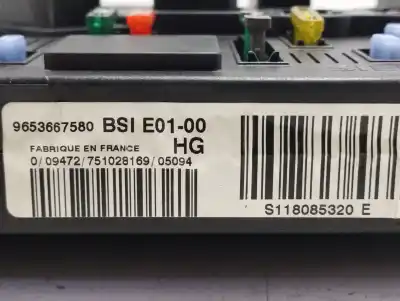 9653667580 BSI E01-00
FABRIQUE EN FRANCE HG
0/09472/751028169/05094
S118085320 E